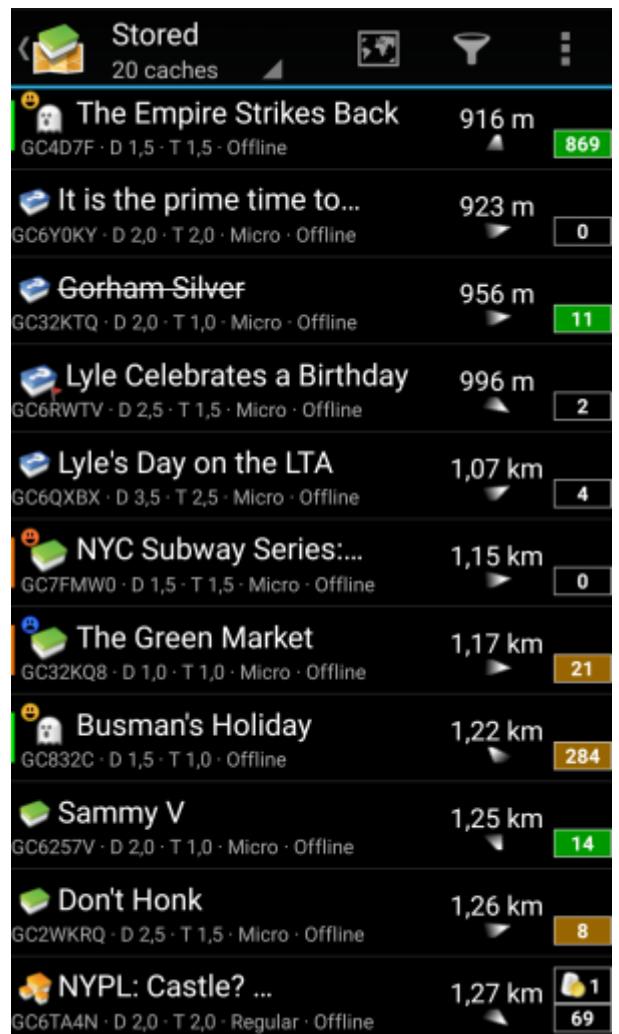 Stored
20 caches
The Empire Strikes Back
916 m
GC4D7F · D 1,5 · T 1,5 · Offline
869
It is the prime time to…
923 m
GC6Y0KY · D 2,0 · T 2,0 · Micro · Offline
0
Gorham Silver
956 m
GC32KTQ · D 2,0 · T 1,0 · Micro · Offline
11
Lyle Celebrates a Birthday
996 m
GC6RWTV · D 2,5 · T 1,5 · Micro · Offline
2
Lyle's Day on the LTA
1,07 km
GC6QXBX · D 3,5 · T 2,5 · Micro · Offline
4
NYC Subway Series:…
1,15 km
GC7FMW0 · D 1,5 · T 1,5 · Micro · Offline
0
The Green Market
1,17 km
GC32KQ8 · D 1,0 · T 1,0 · Micro · Offline
21
Busman's Holiday
1,22 km
GC832C · D 1,5 · T 1,0 · Offline
284
Sammy V
1,25 km
GC6257V · D 2,0 · T 1,0 · Micro · Offline
14
Don't Honk
1,26 km
GC2WKRQ · D 2,5 · T 1,5 · Micro · Offline
8
NYPL: Castle? …
1,27 km
1
GC6TA4N · D 2,0 · T 2,0 · Regular · Offline
69